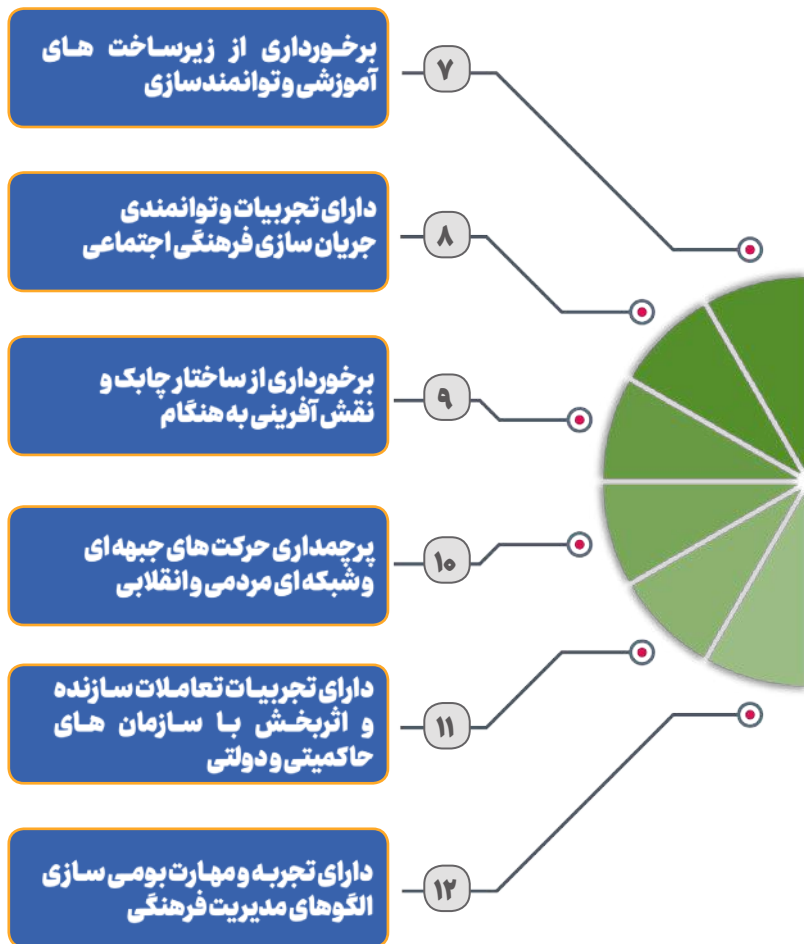 ۷
برخورداری از زیرساخت های
آموزشی و توانمندسازی
۸
دارای تجربیات و توانمندی
جریان سازی فرهنگی اجتماعی
۹
برخورداری از ساختار چابک و
نقش آفرینی به هنگام
۱۰
پرچمداری حرکت های جبهه ای
و شبکه ای مردمی و انقلابی
۱۱
دارای تجربیات تعاملات سازنده
و اثربخش با سازمان های
حاکمیتی و دولتی
۱۲
دارای تجربه و مهارت بومی سازی
الگوهای مدیریت فرهنگی